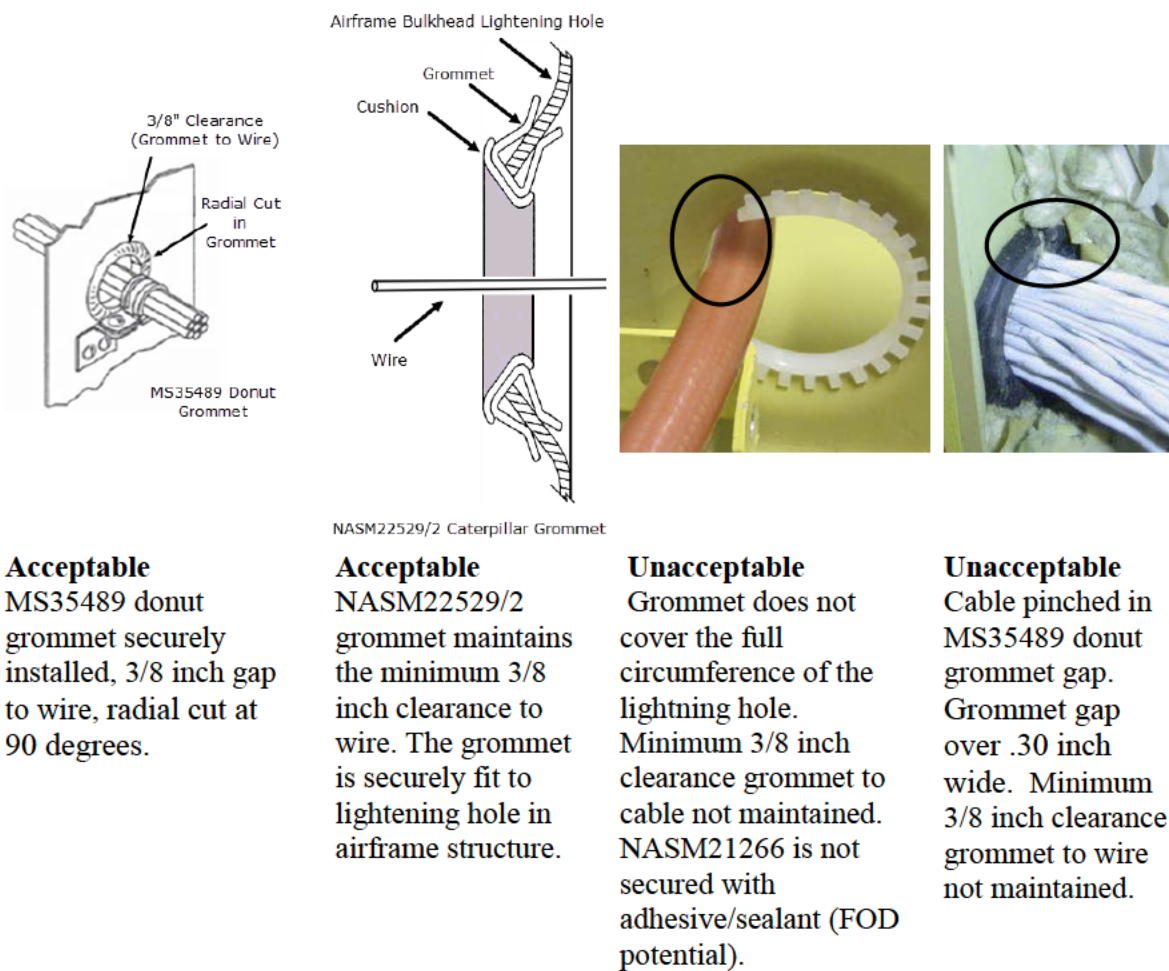 Airframe Bulkhead Lightening Hole
Grommet
Cushion
3/8" Clearance
(Grommet to Wire)
Radial Cut
in
Grommet
Wire
MS35489 Donut
Grommet
NASM22529/2 Caterpillar Grommet
Acceptable
MS35489 donut
grommet securely
installed, 3/8 inch gap
to wire, radial cut at
90 degrees.
Acceptable
NASM22529/2
grommet maintains
the minimum 3/8
inch clearance to
wire. The grommet
is securely fit to
lightening hole in
airframe structure.
Unacceptable
Grommet does not
cover the full
circumference of the
lightning hole.
Minimum 3/8 inch
clearance grommet to
cable not maintained.
NASM21266 is not
secured with
adhesive/sealant (FOD
potential).
Unacceptable
Cable pinched in
MS35489 donut
grommet gap.
Grommet gap
over .30 inch
wide. Minimum
3/8 inch clearance
grommet to wire
not maintained.